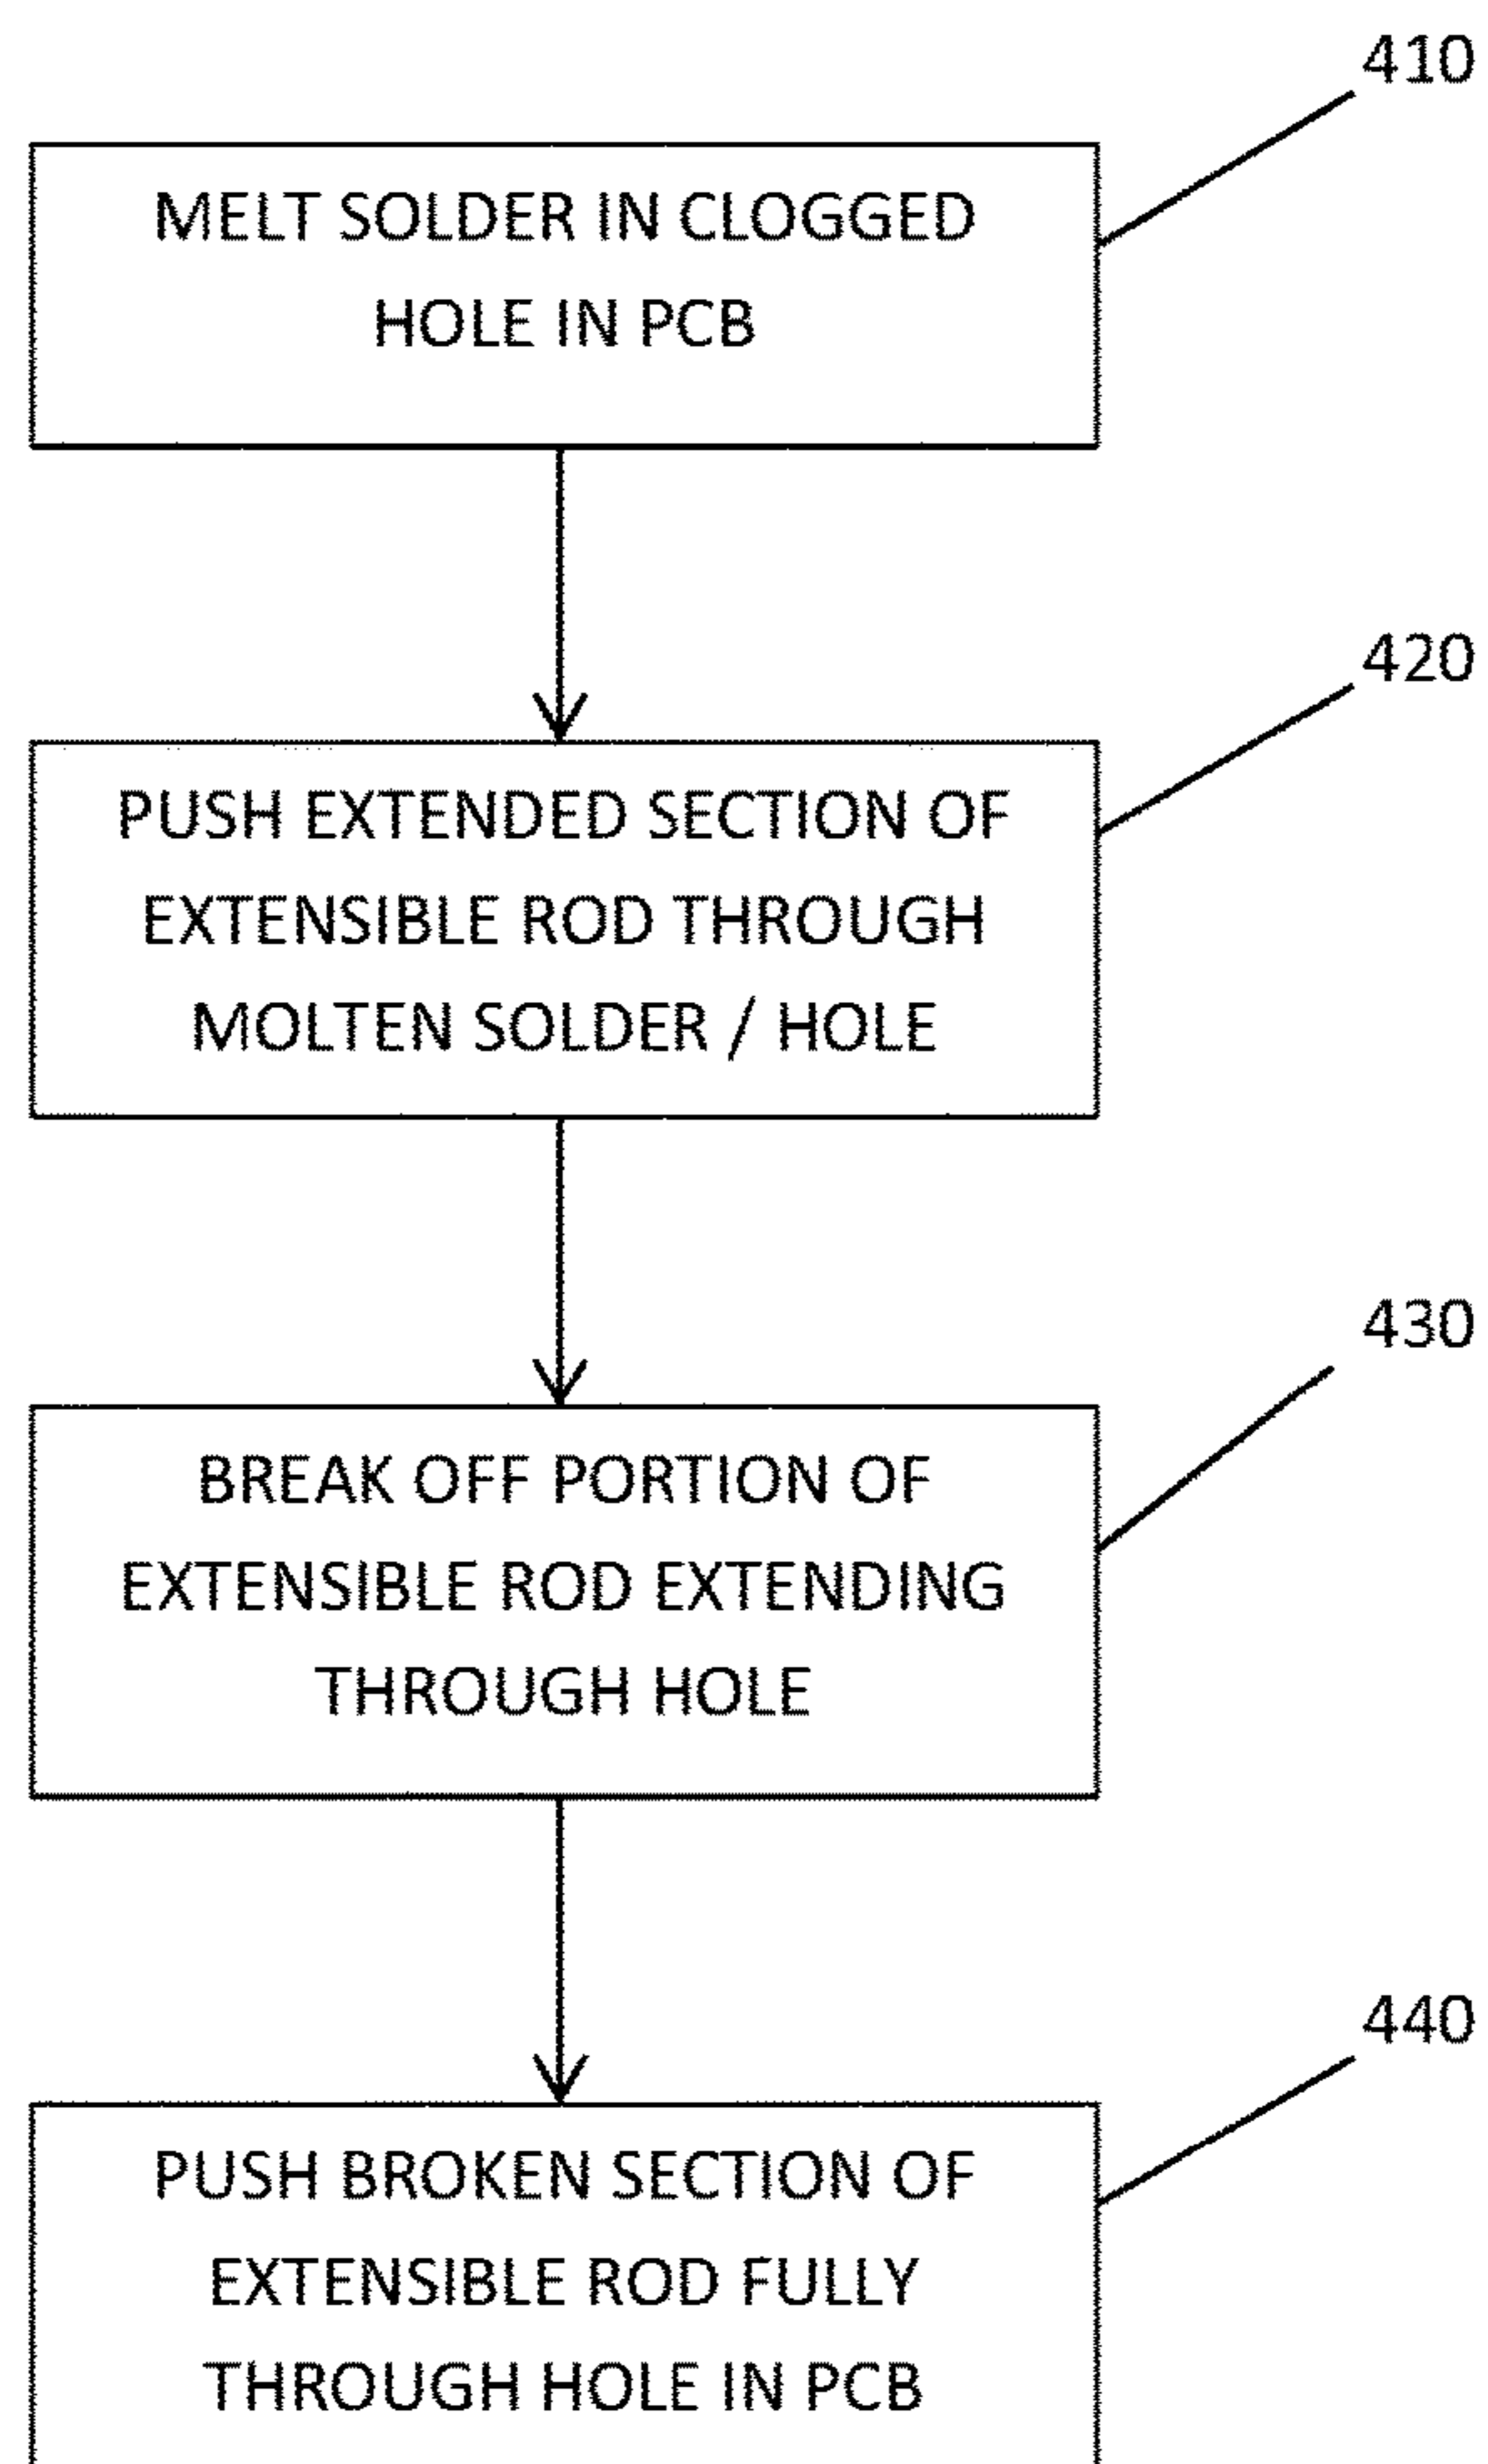 410
MELT SOLDER IN CLOGGED
HOLE IN PCB
420
PUSH EXTENDED SECTION OF
EXTENSIBLE ROD THROUGH
MOLTEN SOLDER / HOLE
430
BREAK OFF PORTION OF
EXTENSIBLE ROD EXTENDING
THROUGH HOLE
440
PUSH BROKEN SECTION OF
EXTENSIBLE ROD FULLY
THROUGH HOLE IN PCB